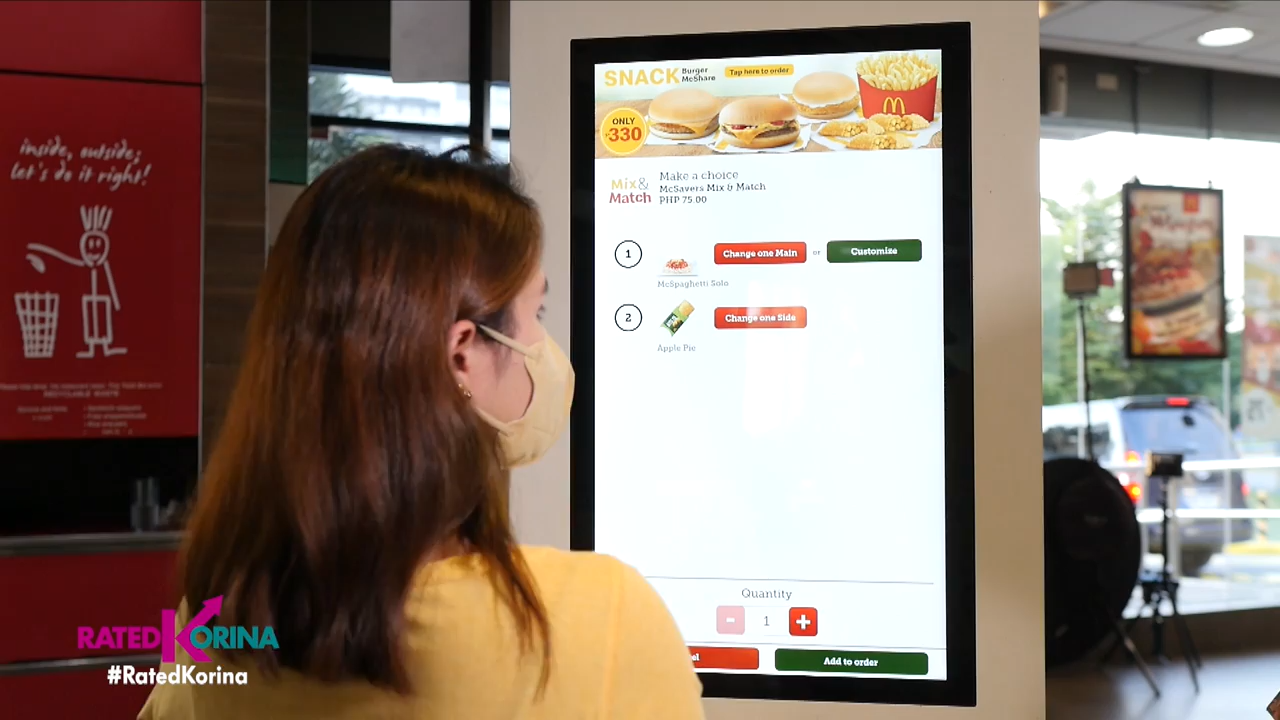 inside, outside;
let's do it right!
RECYCLABLE WASTE
SNACK Burger McShare
Tap here to order
ONLY
₱330
Mix&
Match
Make a choice
McSavers Mix & Match
PHP 75.00
1
Change one Main
or
Customize
McSpaghetti Solo
2
Change one Side
Apple Pie
Quantity
-
1
+
Add to order
RATED KORINA
#RatedKorina